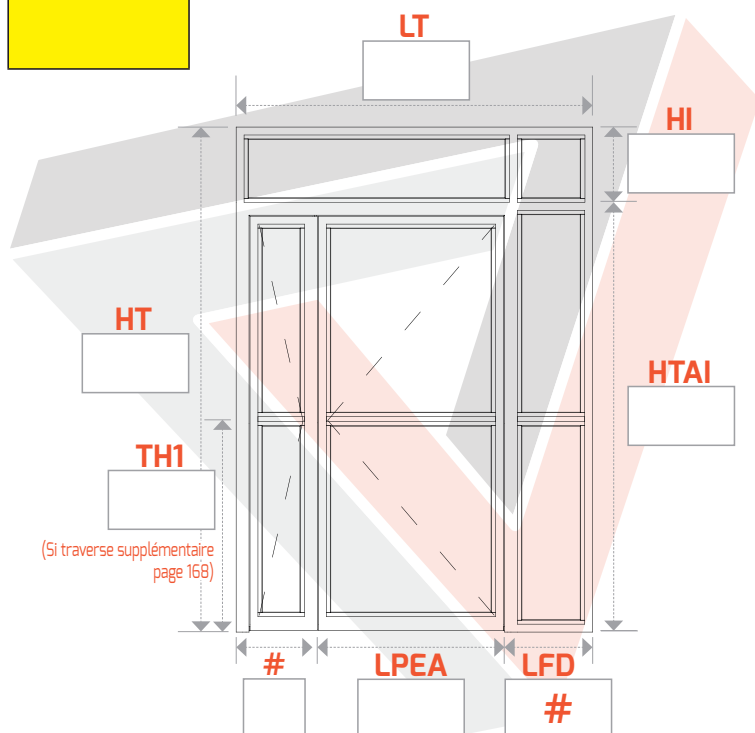 LT
HI
HT
HTAI
TH1
(Si traverse supplémentaire
page 168)
# LPEA LFD
#